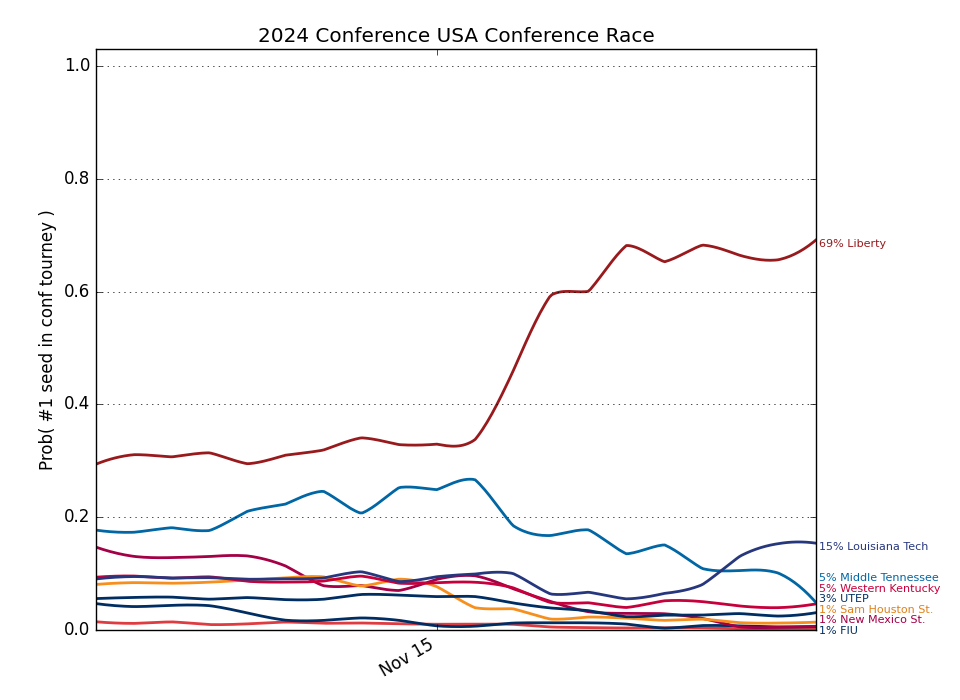 2024 Conference USA Conference Race
Prob( #1 seed in conf tourney )
1.0
0.8
0.6
0.4
0.2
0.0
Nov 15
69% Liberty
15% Louisiana Tech
5% Middle Tennessee
5% Western Kentucky
3% UTEP
1% Sam Houston St.
1% New Mexico St.
1% FIU